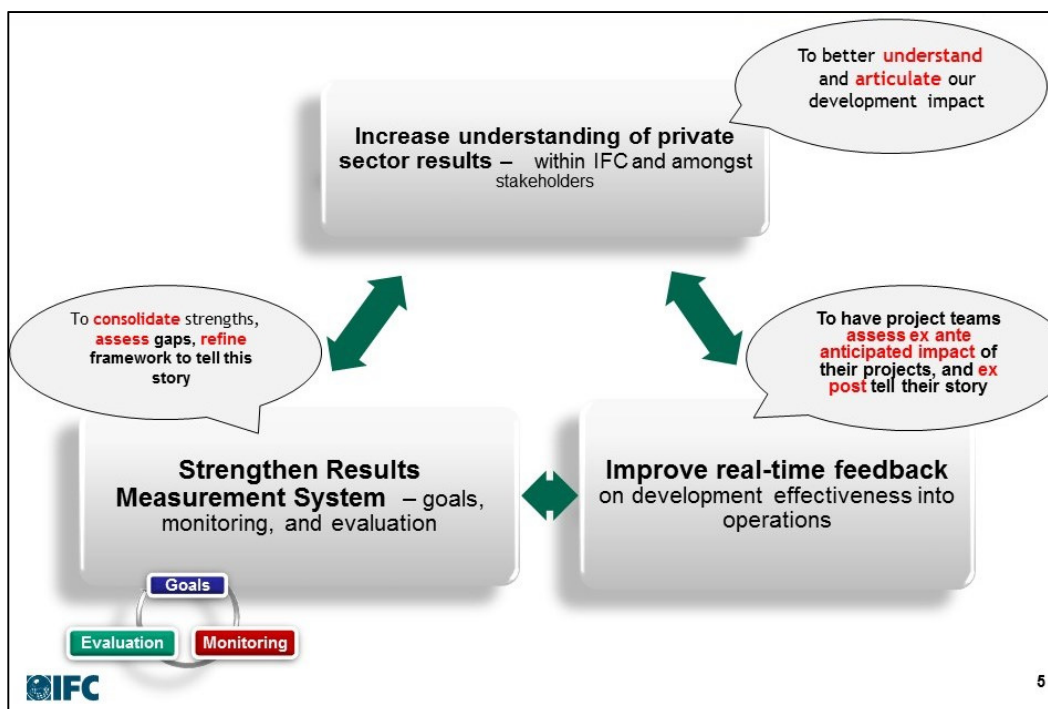 To better understand
and articulate our
development impact
Increase understanding of private
sector results – within IFC and amongst
stakeholders
To consolidate strengths,
assess gaps, refine
framework to tell this
story
To have project teams
assess ex ante
anticipated impact of
their projects, and ex
post tell their story
Strengthen Results
Measurement System – goals,
monitoring, and evaluation
Improve real-time feedback
on development effectiveness into
operations
Goals
Evaluation
Monitoring
IFC
5